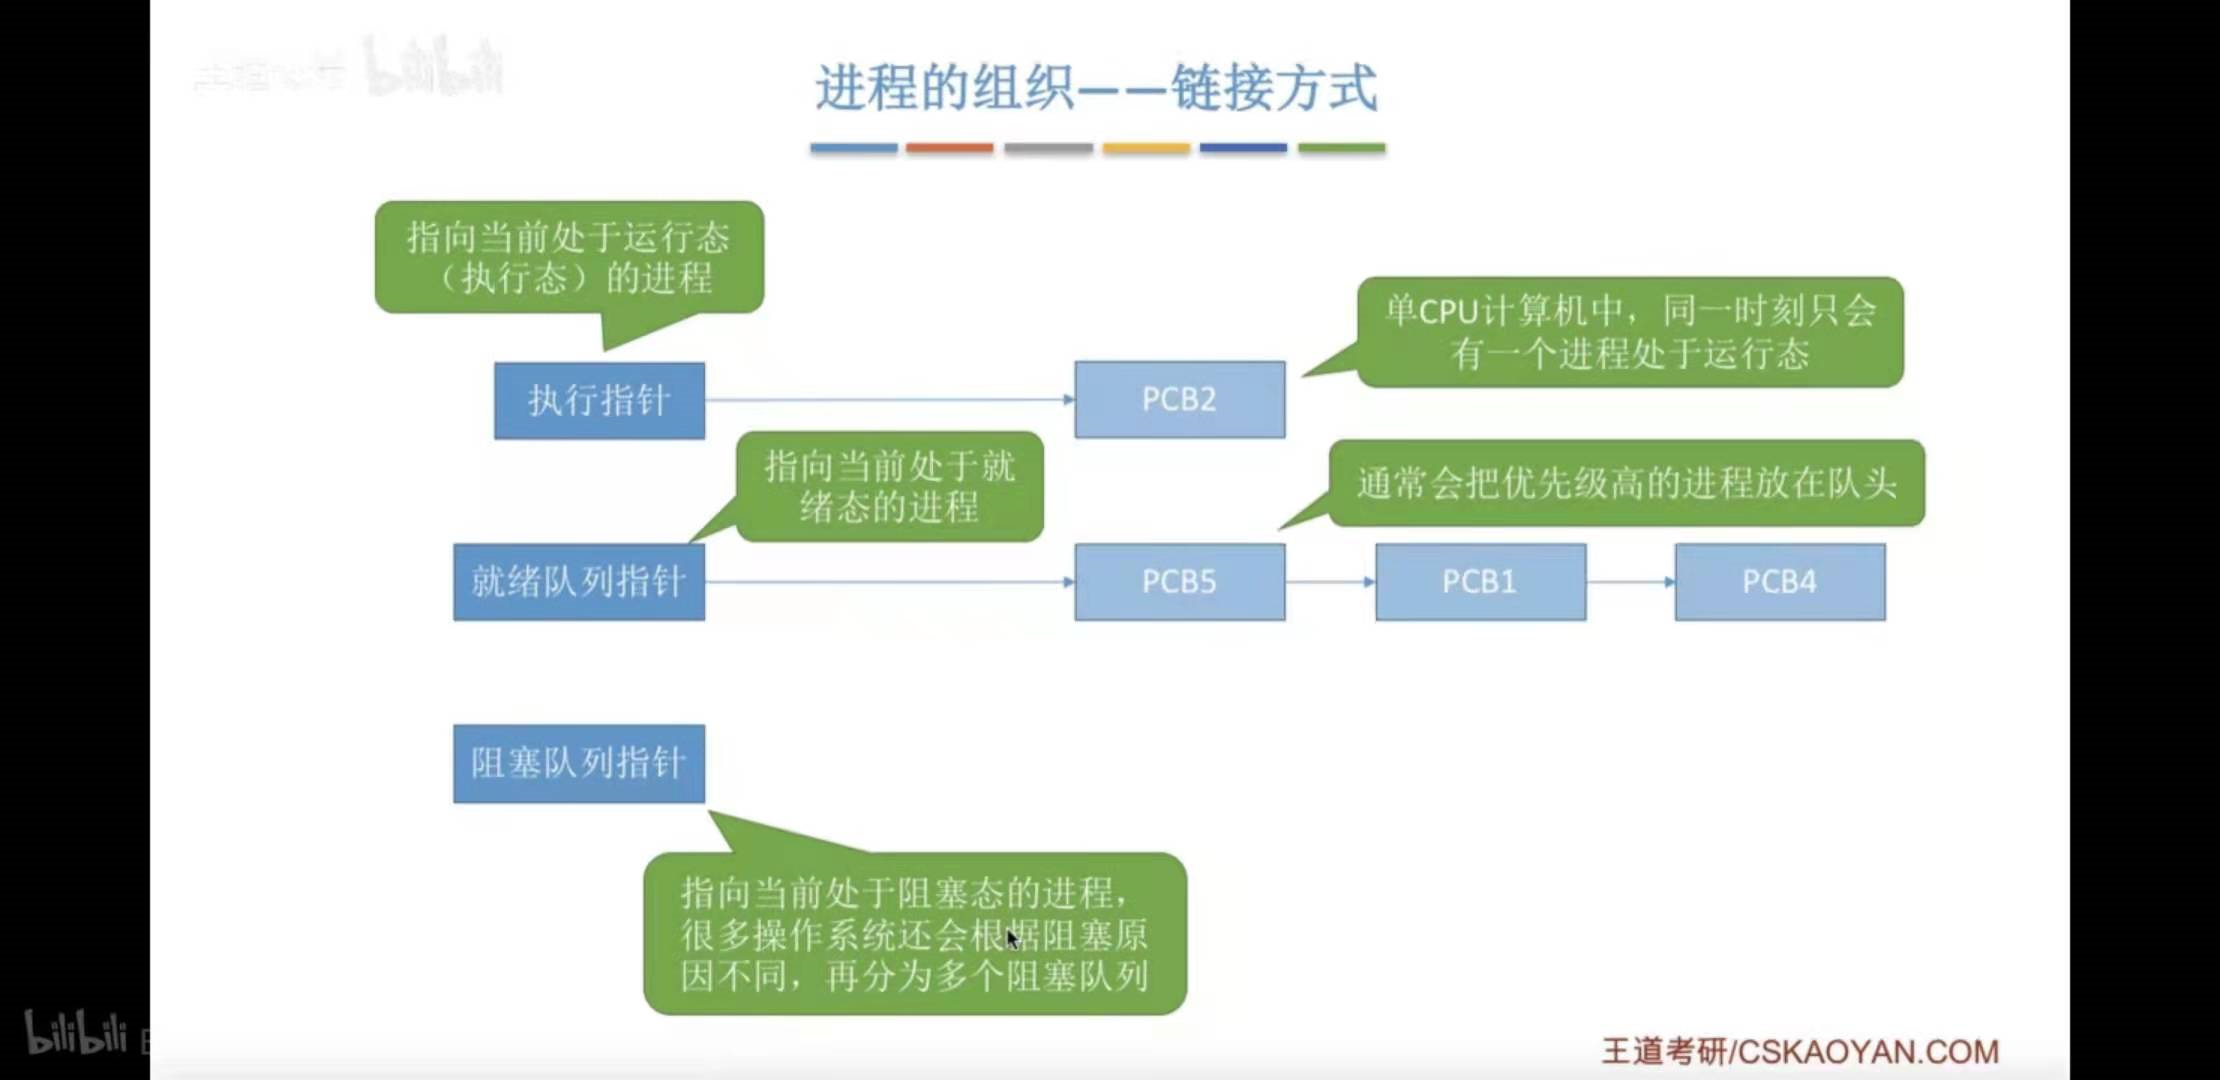 bilibili
进程的组织——链接方式
指向当前处于运行态
（执行态）的进程
单CPU计算机中，同一时刻只会
有一个进程处于运行态
执行指针
PCB2
指向当前处于就
绪态的进程
通常会把优先级高的进程放在队头
就绪队列指针
PCB5
PCB1
PCB4
阻塞队列指针
指向当前处于阻塞态的进程，
很多操作系统还会根据阻塞原
因不同，再分为多个阻塞队列
bilibili
王道考研/CSKAOYAN.COM